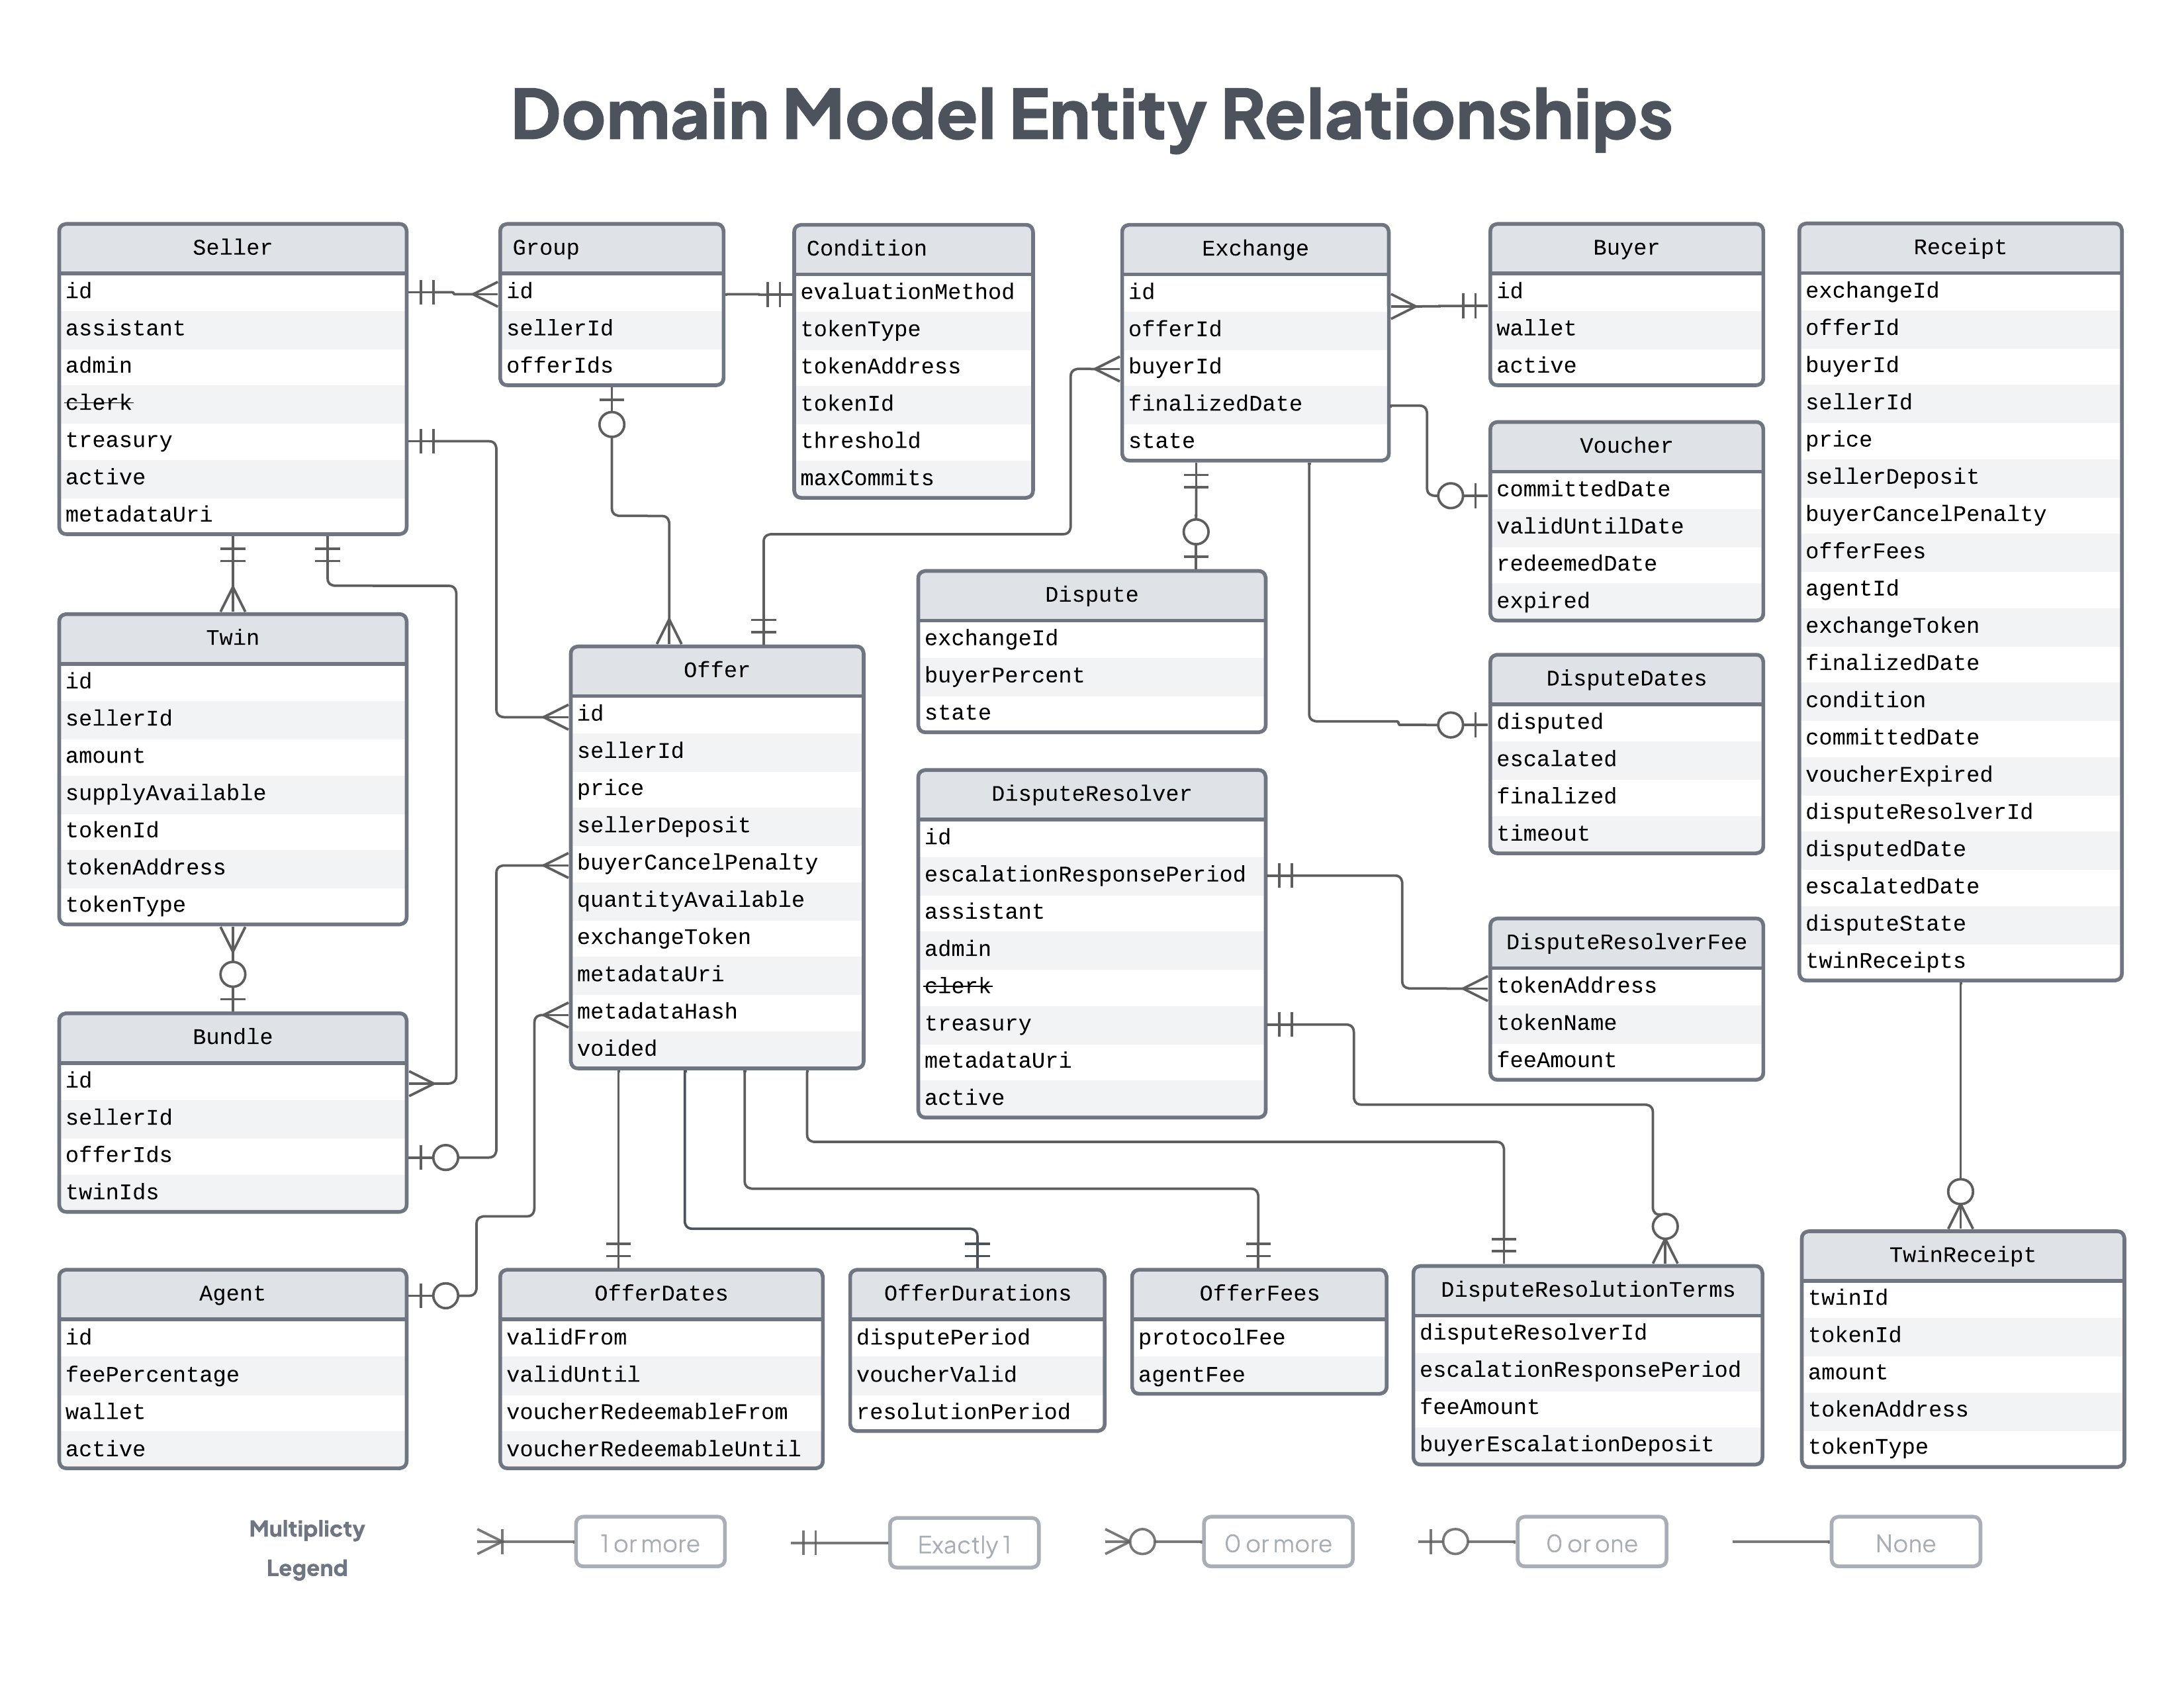 Domain Model Entity Relationships
Seller
id
assistant
admin
clerk
treasury
active
metadataUri
Group
id
sellerId
offerIds
Condition
evaluationMethod
tokenType
tokenAddress
tokenId
threshold
maxCommits
Exchange
id
offerId
buyerId
finalizedDate
state
Buyer
id
wallet
active
Receipt
exchangeId
offerId
buyerId
sellerId
price
sellerDeposit
buyerCancelPenalty
offerFees
agentId
exchangeToken
finalizedDate
condition
committedDate
voucherExpired
disputeResolverId
disputedDate
escalatedDate
disputeState
twinReceipts
Voucher
committedDate
validUntilDate
redeemedDate
expired
Twin
id
sellerId
amount
supplyAvailable
tokenId
tokenAddress
tokenType
Offer
id
sellerId
price
sellerDeposit
buyerCancelPenalty
quantityAvailable
exchangeToken
metadataUri
metadataHash
voided
Dispute
exchangeId
buyerPercent
state
DisputeDates
disputed
escalated
finalized
timeout
DisputeResolver
id
escalationResponsePeriod
assistant
admin
clerk
treasury
metadataUri
active
DisputeResolverFee
tokenAddress
tokenName
feeAmount
Bundle
id
sellerId
offerIds
twinIds
Agent
id
feePercentage
wallet
active
OfferDates
validFrom
validUntil
voucherRedeemableFrom
voucherRedeemableUntil
OfferDurations
disputePeriod
voucherValid
resolutionPeriod
OfferFees
protocolFee
agentFee
DisputeResolutionTerms
disputeResolverId
escalationResponsePeriod
feeAmount
buyerEscalationDeposit
TwinReceipt
twinId
tokenId
amount
tokenAddress
tokenType
Multiplicty
Legend
1 or more
Exactly 1
0 or more
0 or one
None